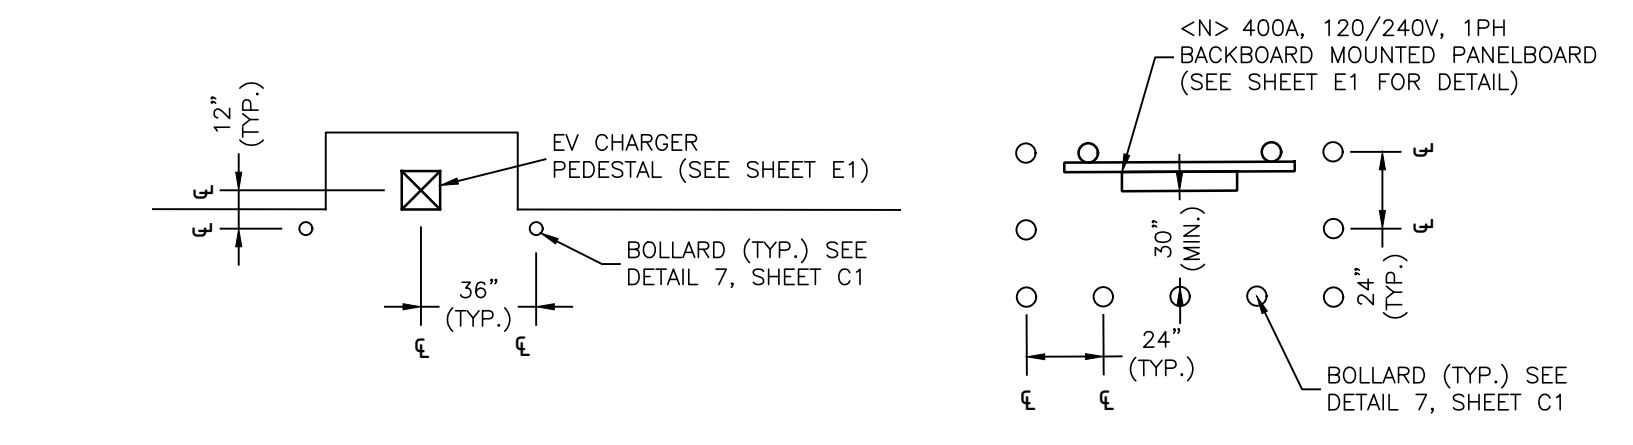 12"
(TYP.)
EV CHARGER
PEDESTAL (SEE SHEET E1)
℄
℄
BOLLARD (TYP.) SEE
DETAIL 7, SHEET C1
36"
(TYP.)
℄
℄
<N> 400A, 120/240V, 1PH
BACKBOARD MOUNTED PANELBOARD
(SEE SHEET E1 FOR DETAIL)
℄
℄
30"
(MIN.)
24"
(TYP.)
24"
(TYP.)
℄
℄
BOLLARD (TYP.) SEE
DETAIL 7, SHEET C1